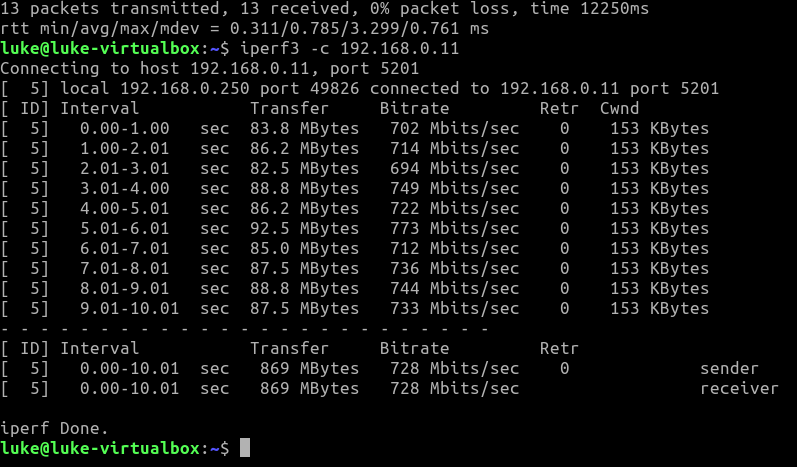 13 packets transmitted, 13 received, 0% packet loss, time 12250ms
rtt min/avg/max/mdev = 0.311/0.785/3.299/0.761 ms
luke@luke-virtualbox:~$ iperf3 -c 192.168.0.11
Connecting to host 192.168.0.11, port 5201
[  5] local 192.168.0.250 port 49826 connected to 192.168.0.11 port 5201
[ ID] Interval           Transfer     Bitrate         Retr  Cwnd
[  5]   0.00-1.00   sec  83.8 MBytes   702 Mbits/sec    0    153 KBytes
[  5]   1.00-2.01   sec  86.2 MBytes   714 Mbits/sec    0    153 KBytes
[  5]   2.01-3.01   sec  82.5 MBytes   694 Mbits/sec    0    153 KBytes
[  5]   3.01-4.00   sec  88.8 MBytes   749 Mbits/sec    0    153 KBytes
[  5]   4.00-5.01   sec  86.2 MBytes   722 Mbits/sec    0    153 KBytes
[  5]   5.01-6.01   sec  92.5 MBytes   773 Mbits/sec    0    153 KBytes
[  5]   6.01-7.01   sec  85.0 MBytes   712 Mbits/sec    0    153 KBytes
[  5]   7.01-8.01   sec  87.5 MBytes   736 Mbits/sec    0    153 KBytes
[  5]   8.01-9.01   sec  88.8 MBytes   744 Mbits/sec    0    153 KBytes
[  5]   9.01-10.01  sec  87.5 MBytes   733 Mbits/sec    0    153 KBytes
- - - - - - - - - - - - - - - - - - - - - - - - -
[ ID] Interval           Transfer     Bitrate         Retr
[  5]   0.00-10.01  sec   869 MBytes   728 Mbits/sec    0             sender
[  5]   0.00-10.01  sec   869 MBytes   728 Mbits/sec                  receiver
iperf Done.
luke@luke-virtualbox:~$